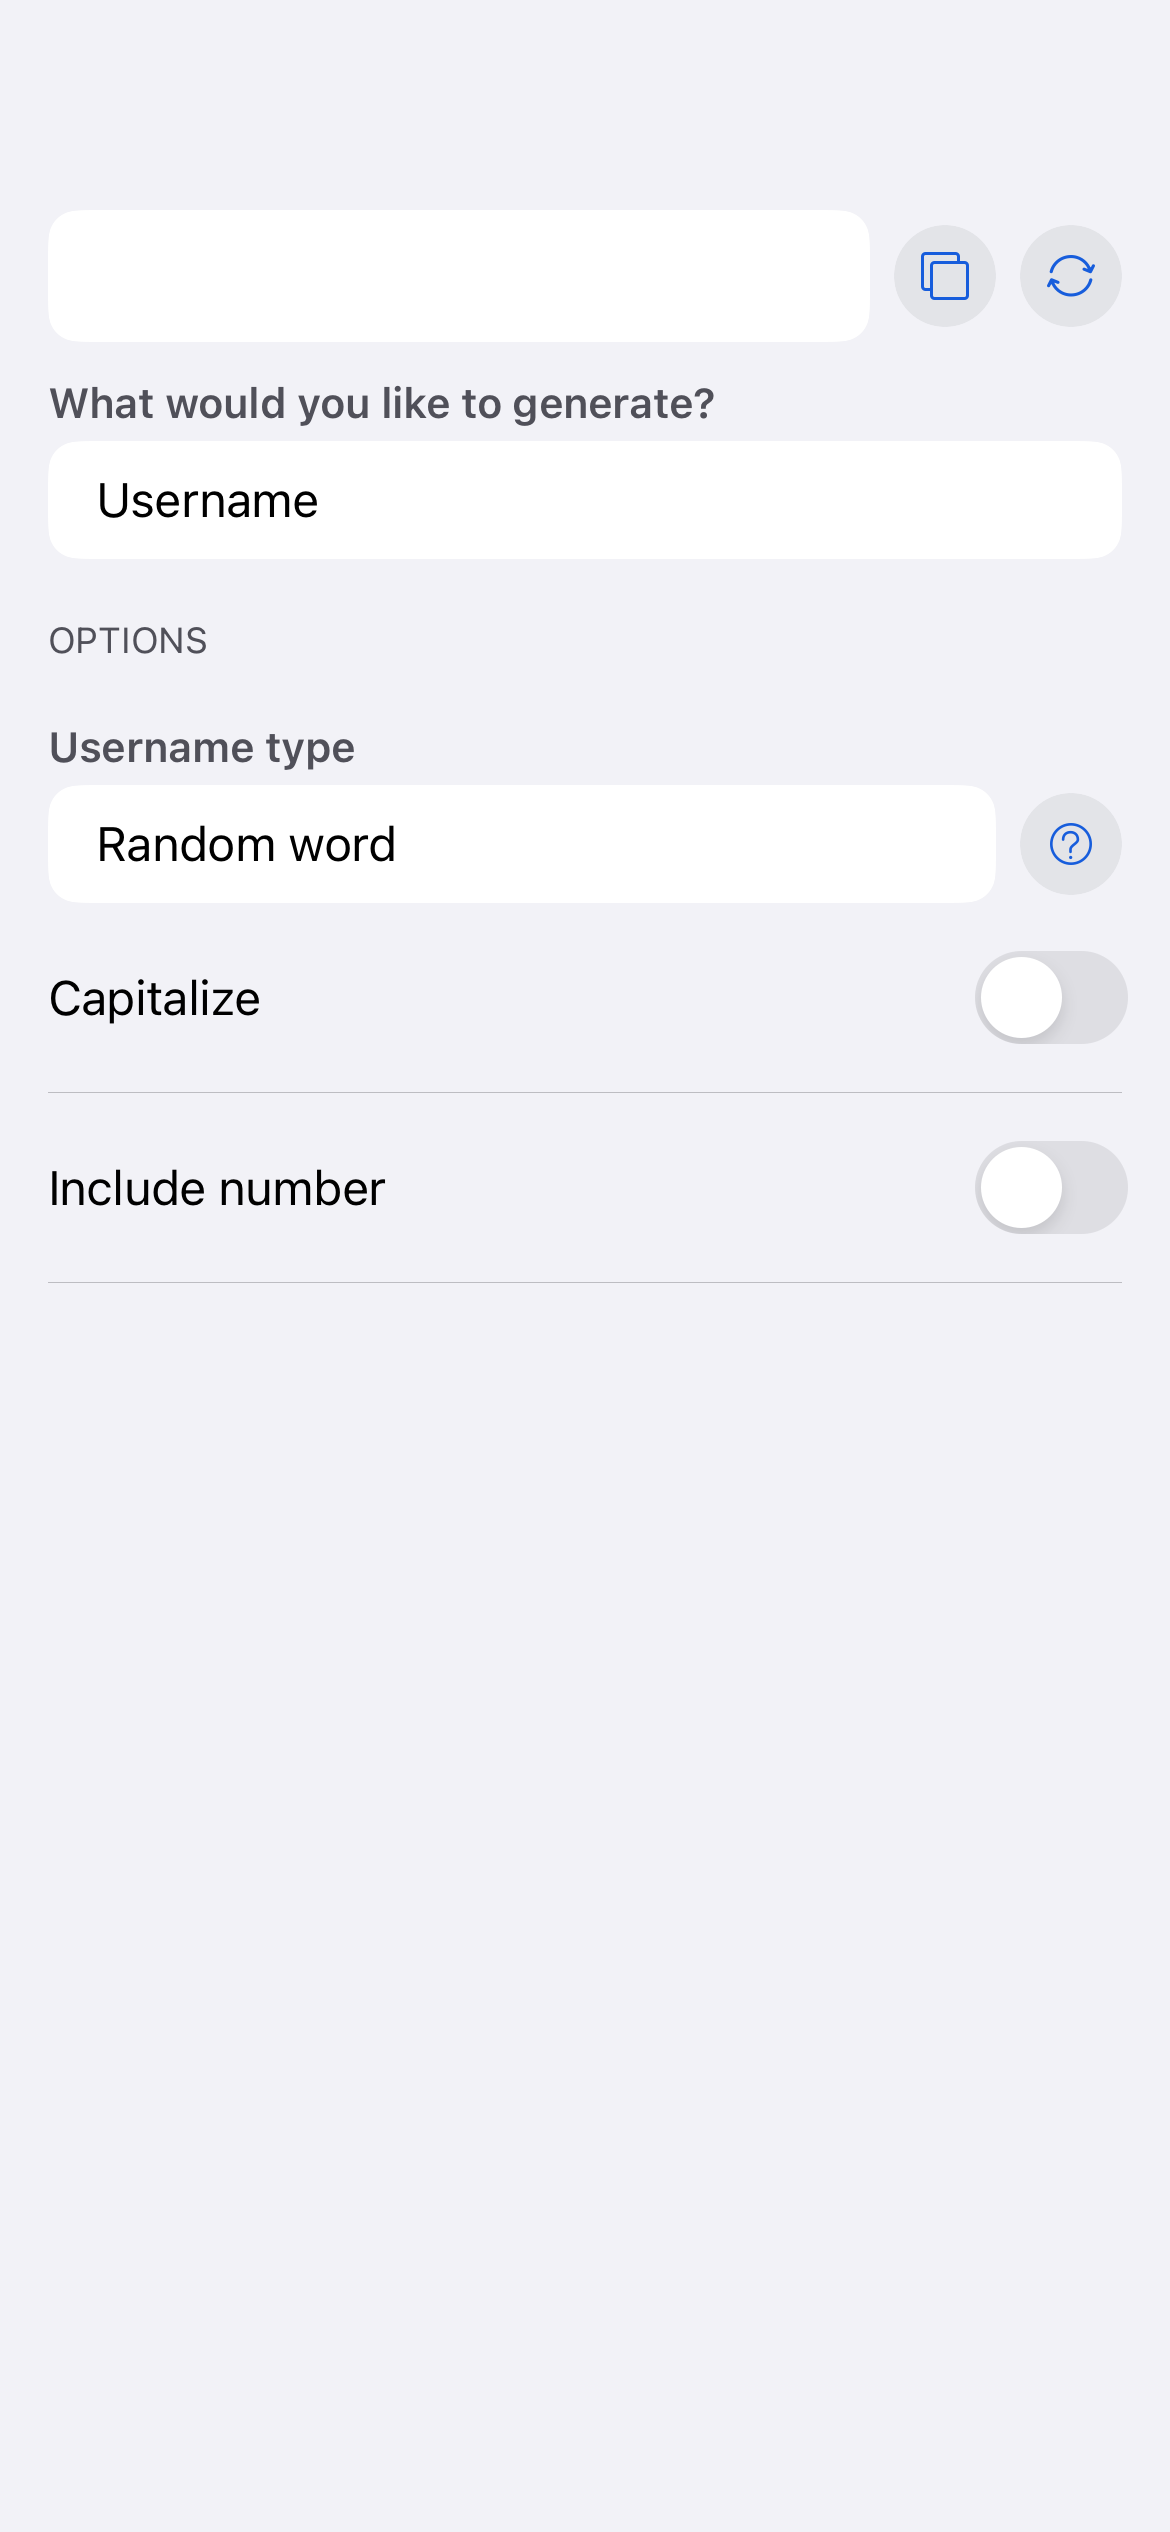 What would you like to generate?
Username
OPTIONS
Username type
Random word
Capitalize
Include number